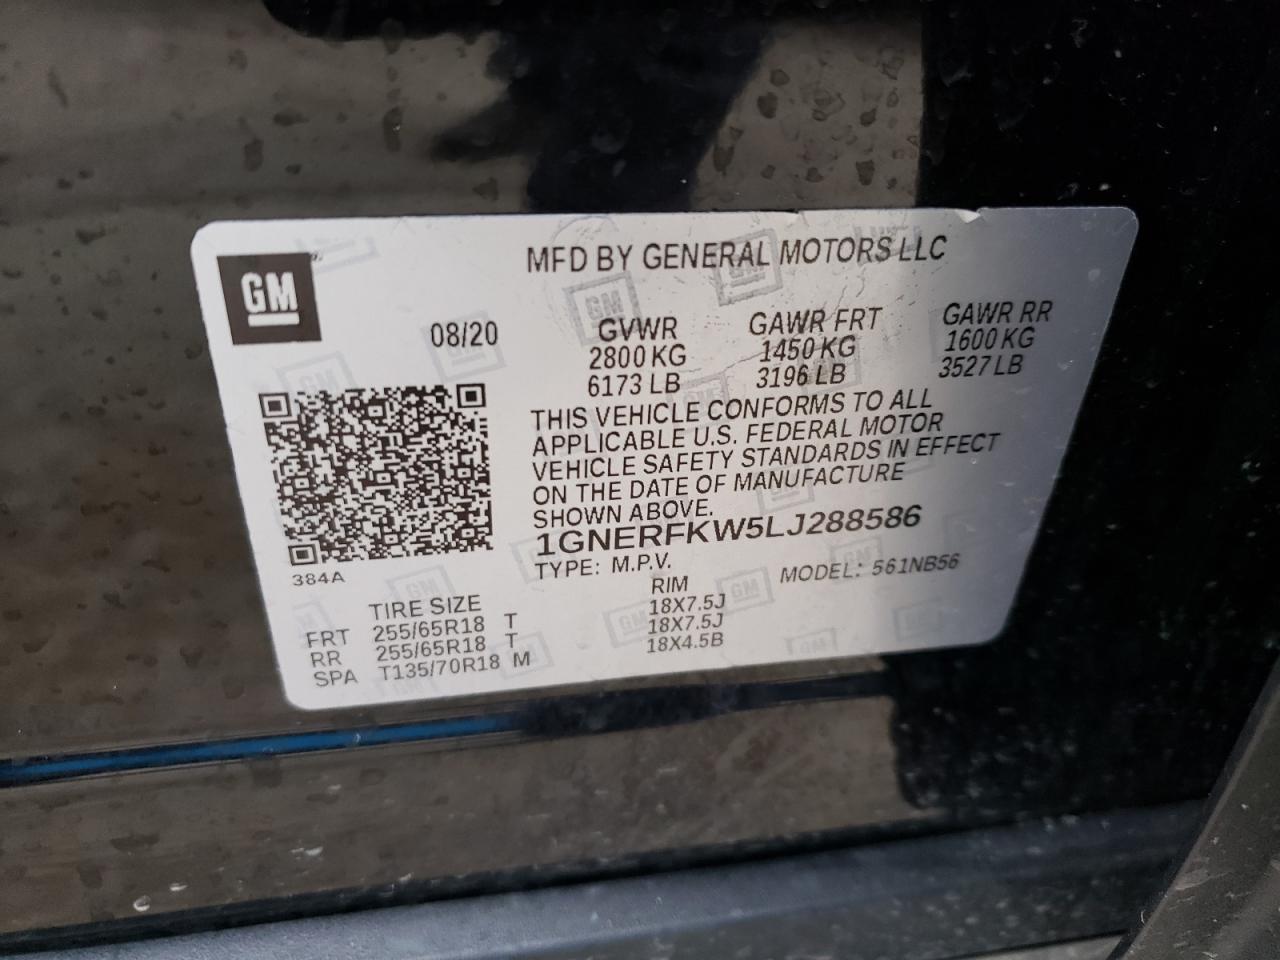 GM
MFD BY GENERAL MOTORS LLC
08/20
GVWR GAWR FRT GAWR RR
2800 KG 1450 KG 1600 KG
6173 LB 3196 LB 3527 LB
THIS VEHICLE CONFORMS TO ALL
APPLICABLE U.S. FEDERAL MOTOR
VEHICLE SAFETY STANDARDS IN EFFECT
ON THE DATE OF MANUFACTURE
SHOWN ABOVE.
1GNERFKW5LJ288586
TYPE: M.P.V. MODEL: 561NB56
384A
TIRE SIZE RIM
FRT 255/65R18 T 18X7.5J
RR 255/65R18 T 18X7.5J
SPA T135/70R18 M 18X4.5B